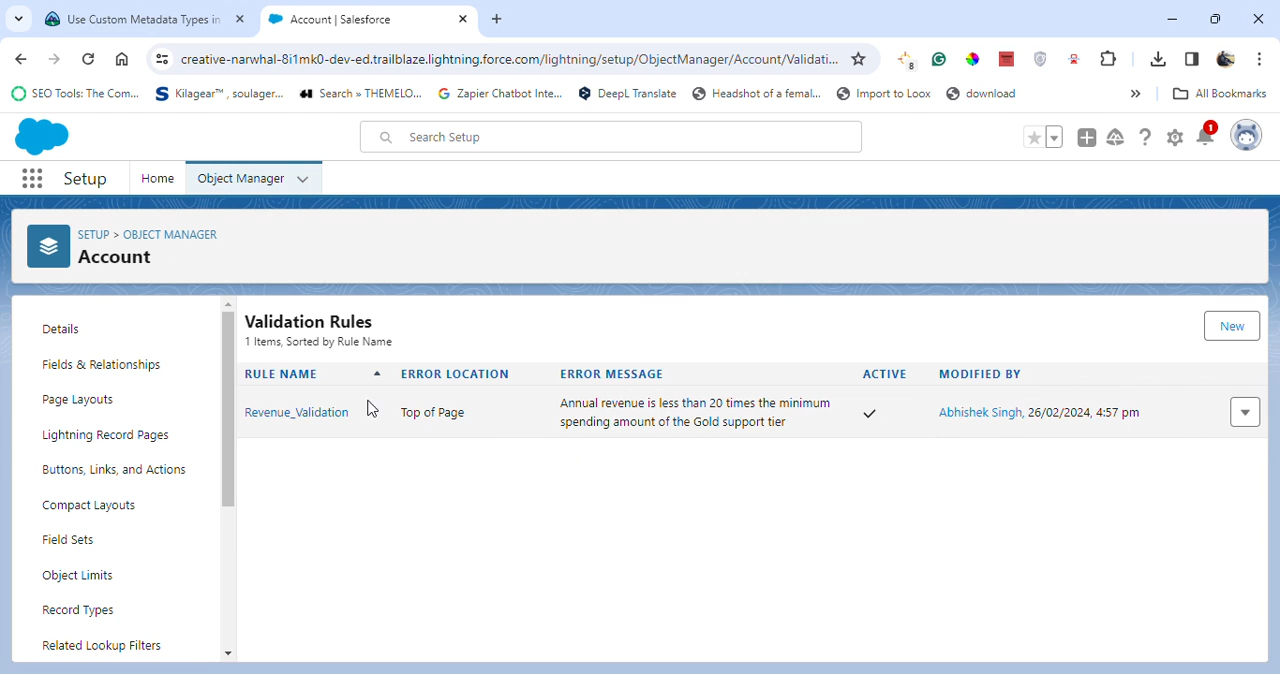 Use Custom Metadata Types in
Account | Salesforce
creative-narwhal-8i1mk0-dev-ed.trailblaze.lightning.force.com/lightning/setup/ObjectManager/Account/Validati...
8
SEO Tools: The Com...
Kilagear™ , soulager...
Search » THEMELO...
Zapier Chatbot Inte...
DeepL Translate
Headshot of a femal...
Import to Loox
download
All Bookmarks
Search Setup
1
Setup
Home
Object Manager
SETUP > OBJECT MANAGER
Account
Details
Fields & Relationships
Page Layouts
Lightning Record Pages
Buttons, Links, and Actions
Compact Layouts
Field Sets
Object Limits
Record Types
Related Lookup Filters
Validation Rules
1 Items, Sorted by Rule Name
New
RULE NAME
ERROR LOCATION
ERROR MESSAGE
ACTIVE
MODIFIED BY
Revenue_Validation
Top of Page
Annual revenue is less than 20 times the minimum
spending amount of the Gold support tier
Abhishek Singh, 26/02/2024, 4:57 pm